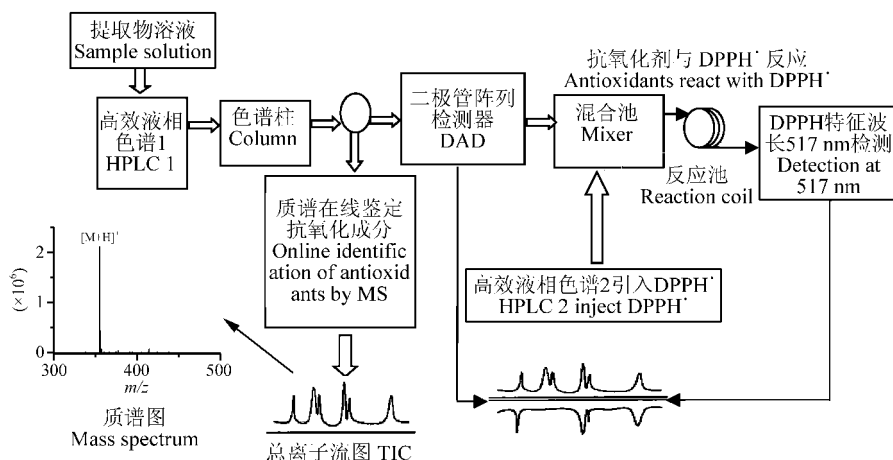 提取物溶液
Sample solution
高效液相
色谱1
HPLC 1
色谱柱
Column
二极管阵列
检测器
DAD
混合池
Mixer
抗氧化剂与 DPPH· 反应
Antioxidants react with DPPH·
反应池
Reaction coil
DPPH特征波
长517 nm检测
Detection at
517 nm
质谱在线鉴定
抗氧化成分
Online identific
ation of antioxid
ants by MS
高效液相色谱2引入DPPH·
HPLC 2 inject DPPH·
[M+H]+
2
1
0
(×10⁶)
300
400
500
m/z
质谱图
Mass spectrum
总离子流图 TIC